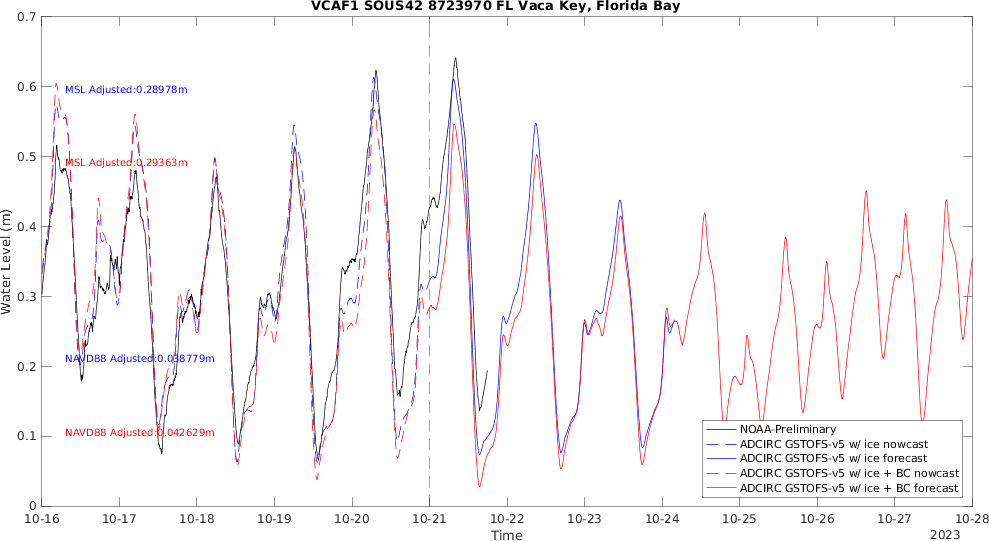 VCAF1 SOUS42 8723970 FL Vaca Key, Florida Bay
0.7
0.6
0.5
0.4
0.3
0.2
0.1
0
Water Level (m)
MSL Adjusted:0.28978m
MSL Adjusted:0.29363m
NAVD88 Adjusted:0.038779m
NAVD88 Adjusted:0.042629m
NOAA-Preliminary
ADCIRC GSTOFS-v5 w/ ice nowcast
ADCIRC GSTOFS-v5 w/ ice forecast
ADCIRC GSTOFS-v5 w/ ice + BC nowcast
ADCIRC GSTOFS-v5 w/ ice + BC forecast
10-16 10-17 10-18 10-19 10-20 10-21 10-22 10-23 10-24 10-25 10-26 10-27 10-28
Time
2023